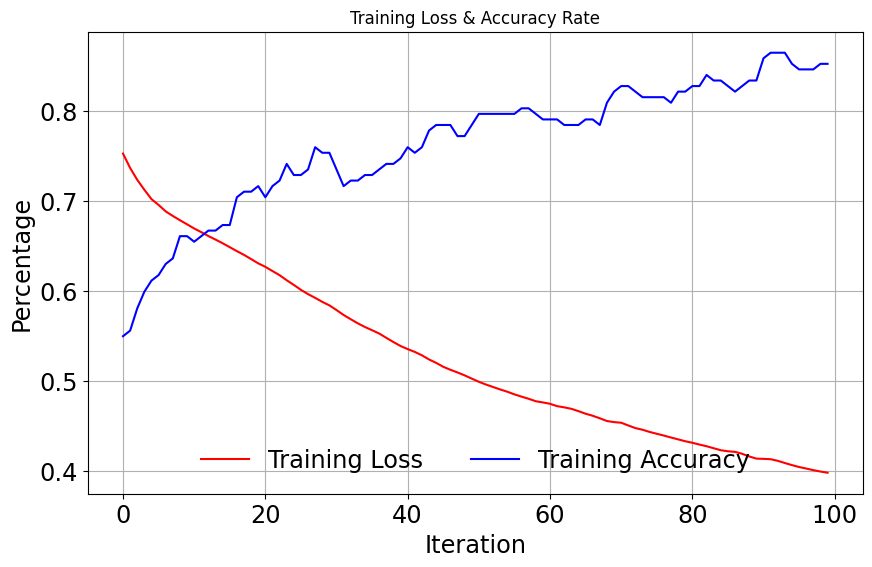 Training Loss & Accuracy Rate
Percentage
0.8
0.7
0.6
0.5
0.4
Training Loss Training Accuracy
0 20 40 60 80 100
Iteration